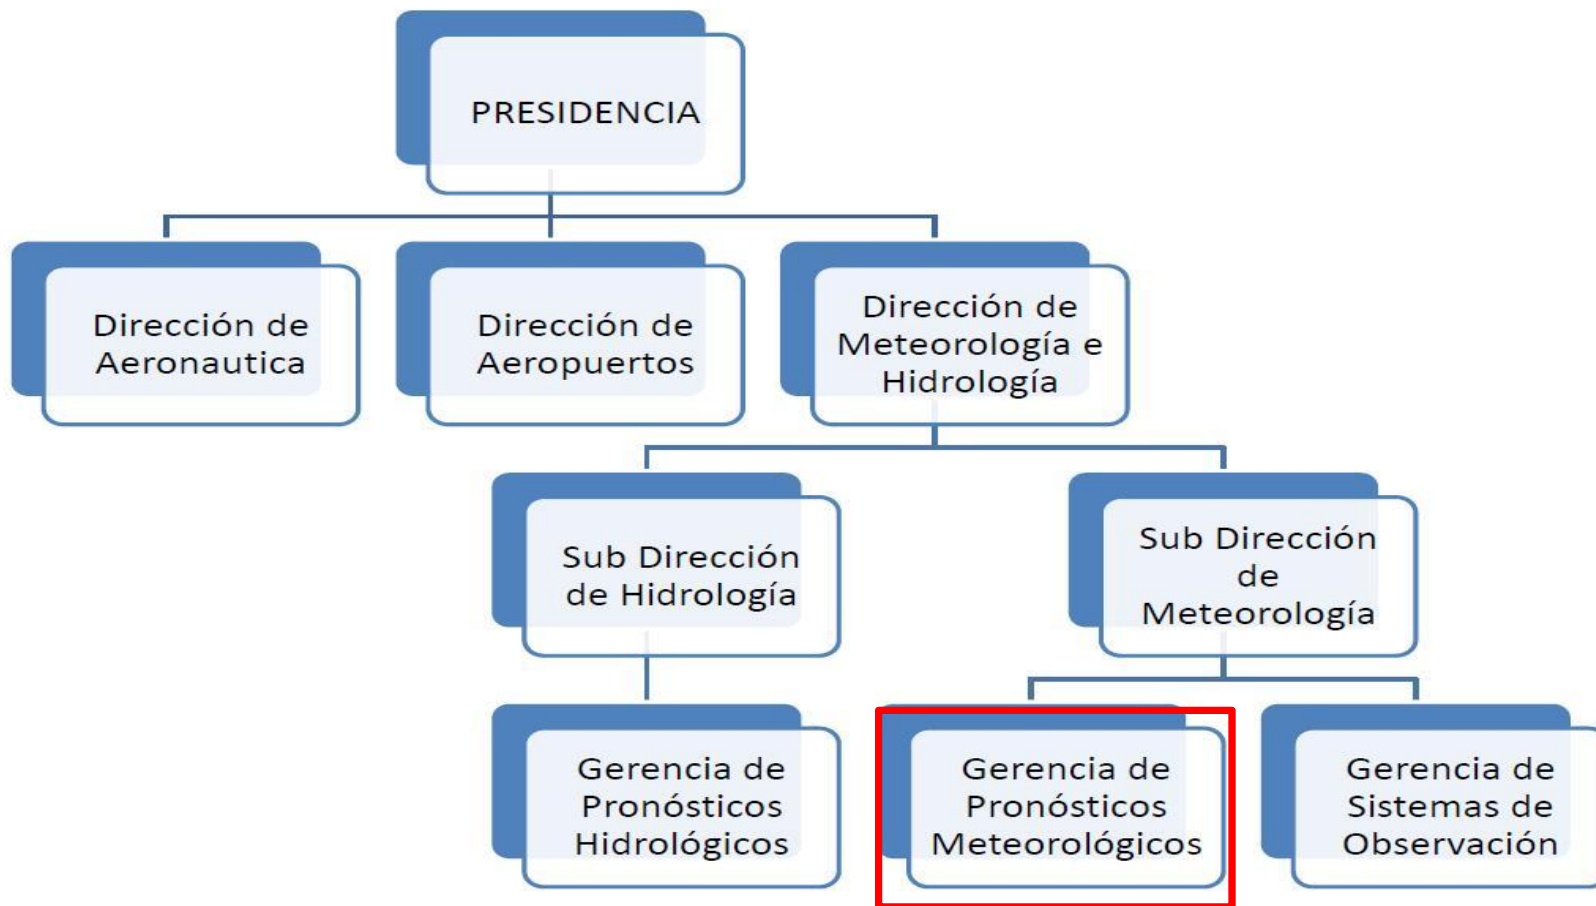 PRESIDENCIA
Dirección de
Aeronautica
Dirección de
Aeropuertos
Dirección de
Meteorología e
Hidrología
Sub Dirección
de Hidrología
Sub Dirección
de
Meteorología
Gerencia de
Pronósticos
Hidrológicos
Gerencia de
Pronósticos
Meteorológicos
Gerencia de
Sistemas de
Observación